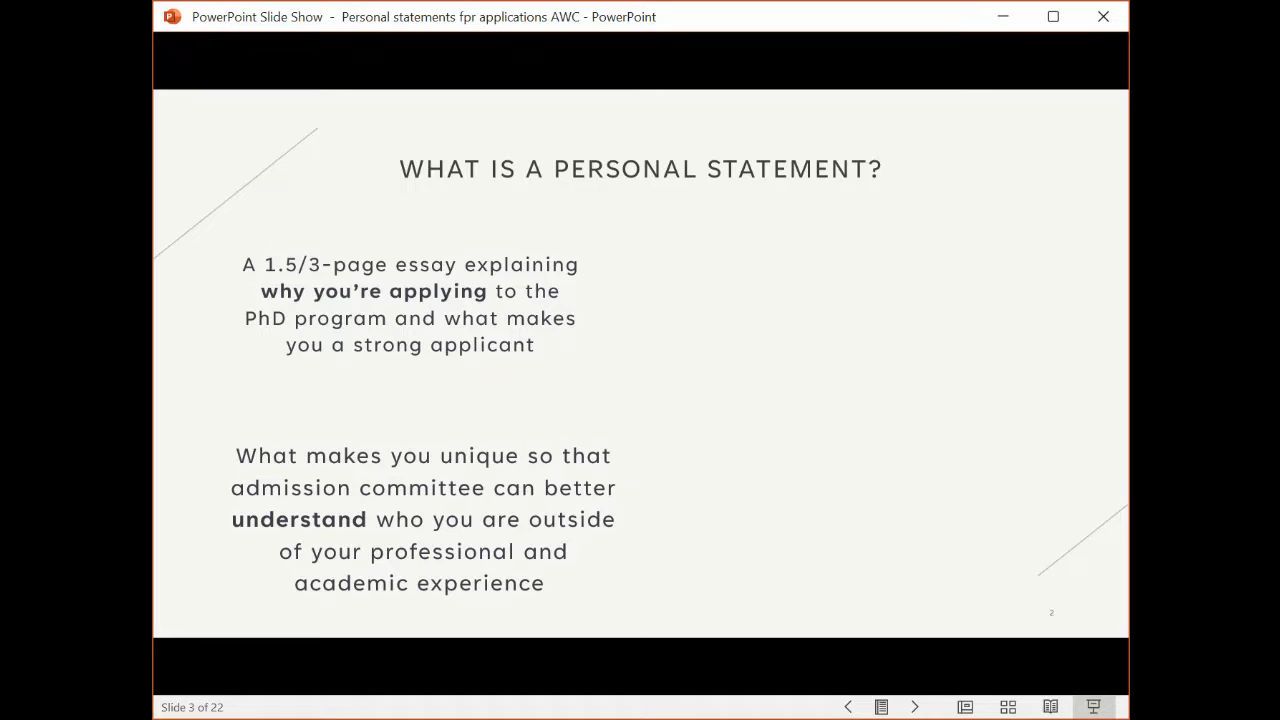 PowerPoint Slide Show - Personal statements fpr applications AWC - PowerPoint
WHAT IS A PERSONAL STATEMENT?
A 1.5/3-page essay explaining
why you're applying to the
PhD program and what makes
you a strong applicant
What makes you unique so that
admission committee can better
understand who you are outside
of your professional and
academic experience
2
Slide 3 of 22